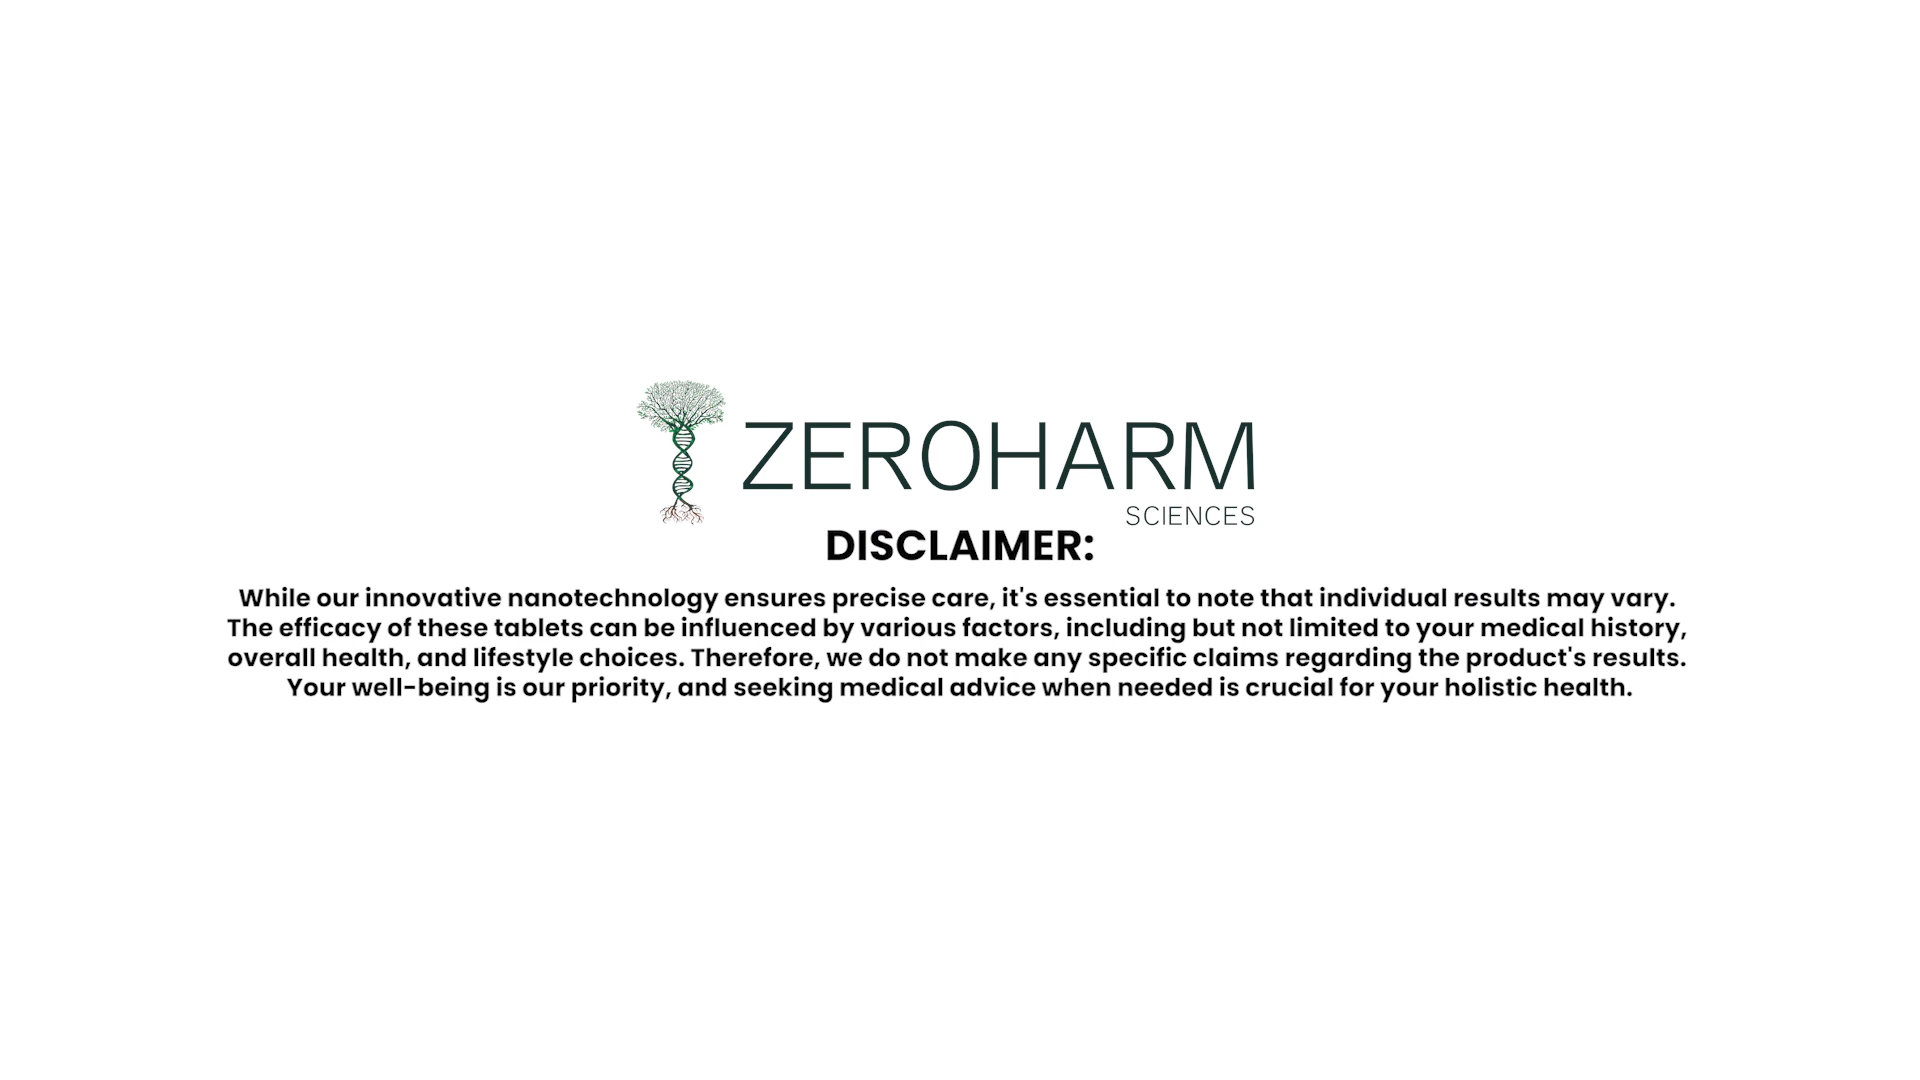 ZEROHARM
SCIENCES
DISCLAIMER:
While our innovative nanotechnology ensures precise care, it's essential to note that individual results may vary.
The efficacy of these tablets can be influenced by various factors, including but not limited to your medical history,
overall health, and lifestyle choices. Therefore, we do not make any specific claims regarding the product's results.
Your well-being is our priority, and seeking medical advice when needed is crucial for your holistic health.